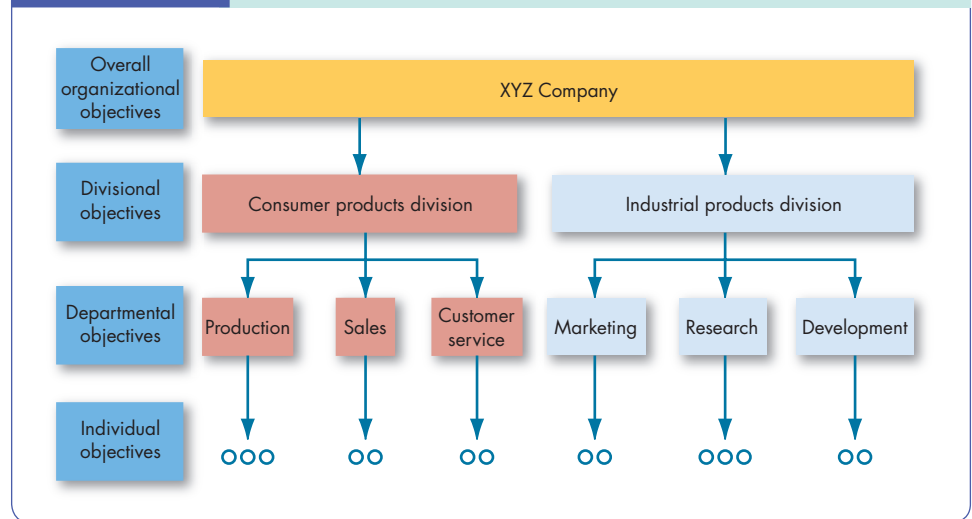 Overall
organizational
objectives
XYZ Company
Divisional
objectives
Consumer products division
Industrial products division
Departmental
objectives
Production
Sales
Customer
service
Marketing
Research
Development
Individual
objectives